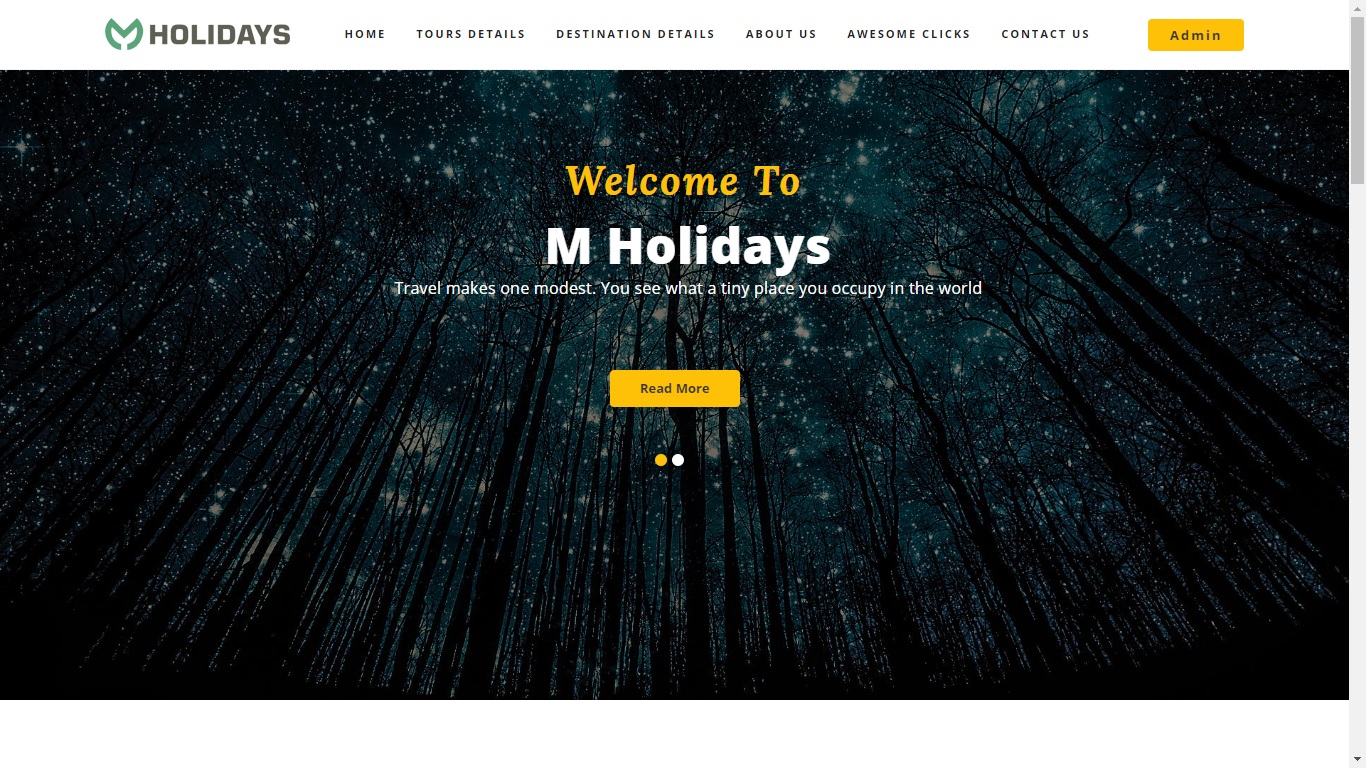 HOLIDAYS
HOME
TOURS DETAILS
DESTINATION DETAILS
ABOUT US
AWESOME CLICKS
CONTACT US
Admin
Welcome To
M Holidays
Travel makes one modest. You see what a tiny place you occupy in the world
Read More